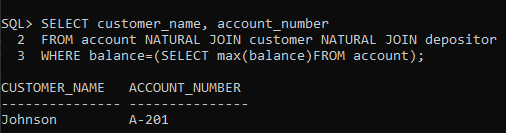 SQL> SELECT customer_name, account_number
  2  FROM account NATURAL JOIN customer NATURAL JOIN depositor
  3  WHERE balance=(SELECT max(balance)FROM account);

CUSTOMER_NAME   ACCOUNT_NUMBER
--------------- ---------------
Johnson         A-201